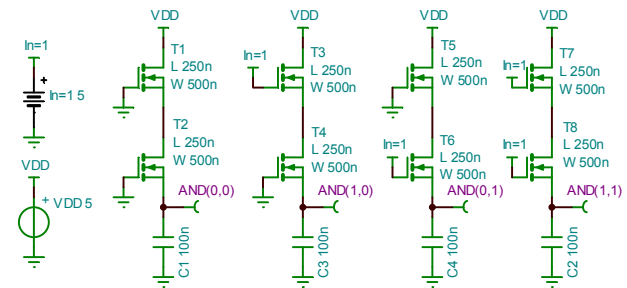 VDD VDD VDD VDD
In=1 T1 In=1 T3 T5 In=1 T7
L 250n L 250n L 250n L 250n
W 500n W 500n W 500n W 500n
In=1 5
T2 T4 In=1 T6 In=1 T8
L 250n L 250n L 250n L 250n
W 500n W 500n W 500n W 500n
VDD
AND(0,0) AND(1,0) AND(0,1) AND(1,1)
+ VDD 5
+
C1 100n C3 100n C4 100n C2 100n